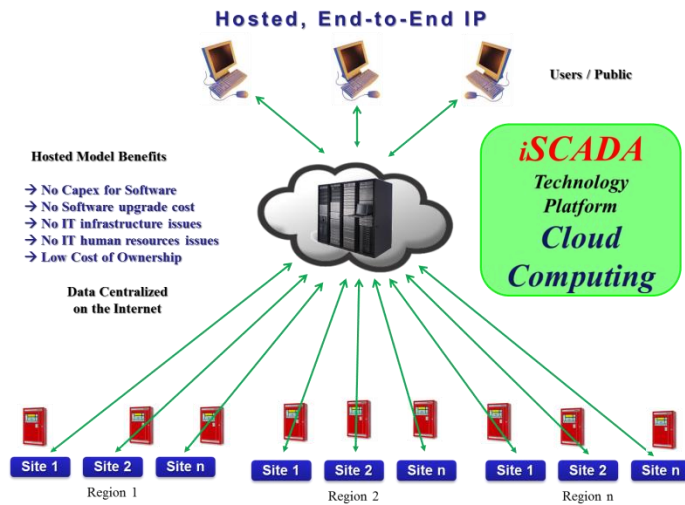 Hosted, End-to-End IP
Users / Public
Hosted Model Benefits
→ No Capex for Software
→ No Software upgrade cost
→ No IT infrastructure issues
→ No IT human resources issues
→ Low Cost of Ownership
Data Centralized
on the Internet
iSCADA
Technology
Platform
Cloud
Computing
Site 1
Site 2
Site n
Region 1
Site 1
Site 2
Site n
Region 2
Site 1
Site 2
Site n
Region n